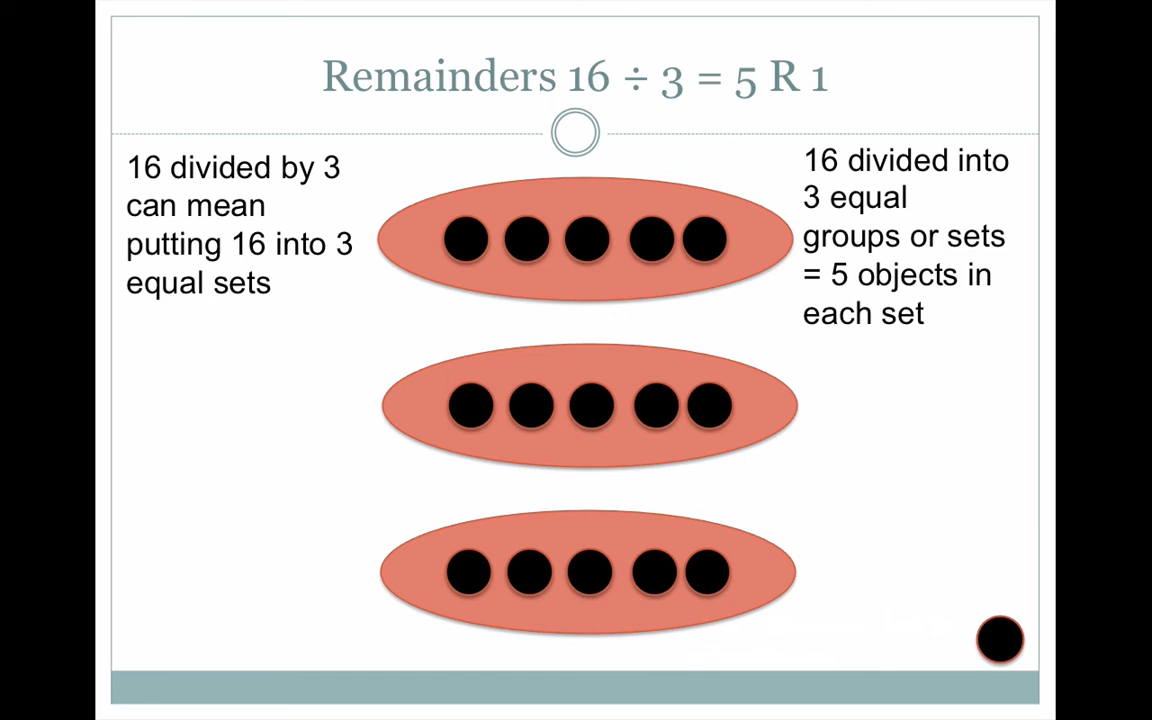 Remainders 16 ÷ 3 = 5 R 1
16 divided by 3
can mean
putting 16 into 3
equal sets
16 divided into
3 equal
groups or sets
= 5 objects in
each set